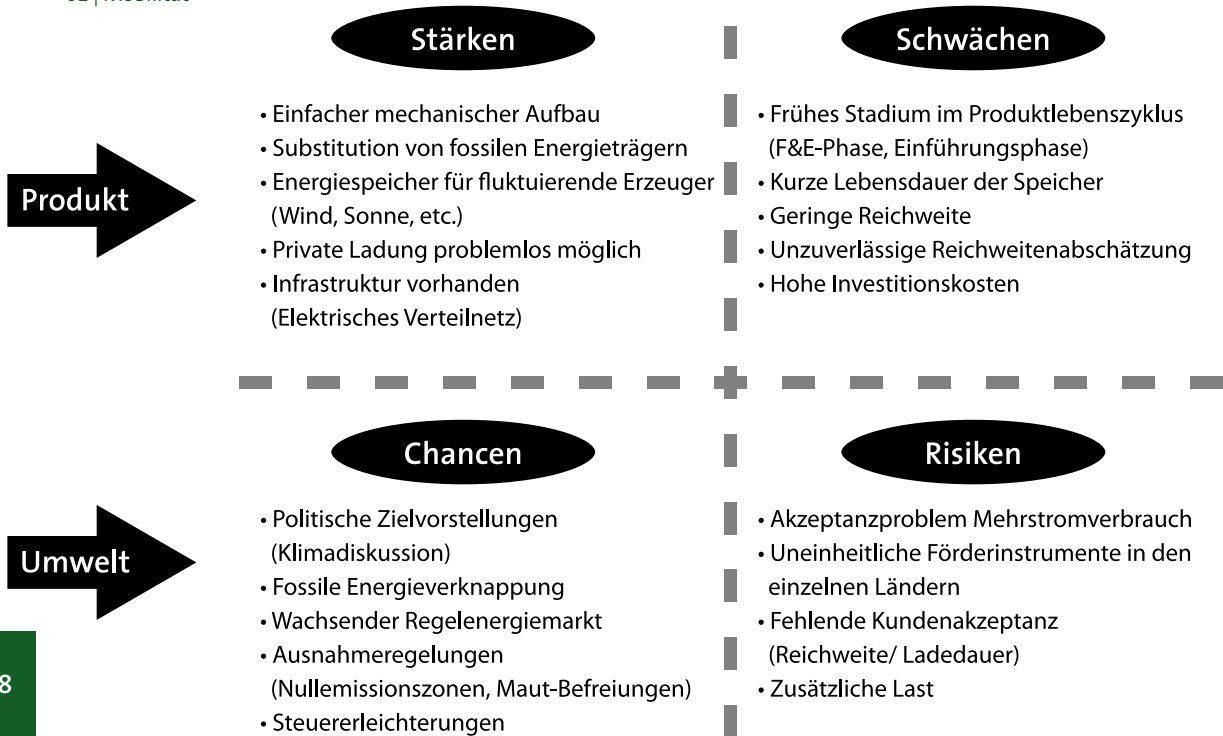 Stärken
Schwächen
Produkt
• Einfacher mechanischer Aufbau
• Substitution von fossilen Energieträgern
• Energiespeicher für fluktuierende Erzeuger
(Wind, Sonne, etc.)
• Private Ladung problemlos möglich
• Infrastruktur vorhanden
(Elektrisches Verteilnetz)
• Frühes Stadium im Produktlebenszyklus
(F&E-Phase, Einführungsphase)
• Kurze Lebensdauer der Speicher
• Geringe Reichweite
• Unzuverlässige Reichweitenabschätzung
• Hohe Investitionskosten
Chancen
Risiken
Umwelt
• Politische Zielvorstellungen
(Klimadiskussion)
• Fossile Energieverknappung
• Wachsender Regelenergiemarkt
• Ausnahmeregelungen
(Nullemissionszonen, Maut-Befreiungen)
• Steuererleichterungen
• Akzeptanzproblem Mehrstromverbrauch
• Uneinheitliche Förderinstrumente in den
einzelnen Ländern
• Fehlende Kundenakzeptanz
(Reichweite/ Ladedauer)
• Zusätzliche Last
8